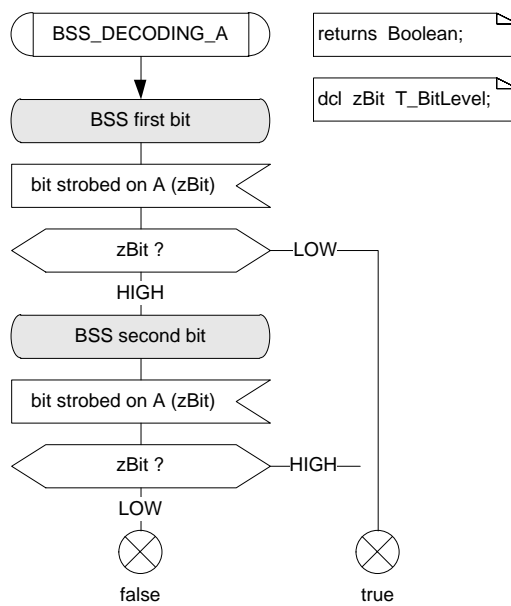 BSS_DECODING_A
returns Boolean;
dcl zBit T_BitLevel;
BSS first bit
bit strobed on A (zBit)
zBit ?
LOW
HIGH
BSS second bit
bit strobed on A (zBit)
zBit ?
HIGH
LOW
false
true